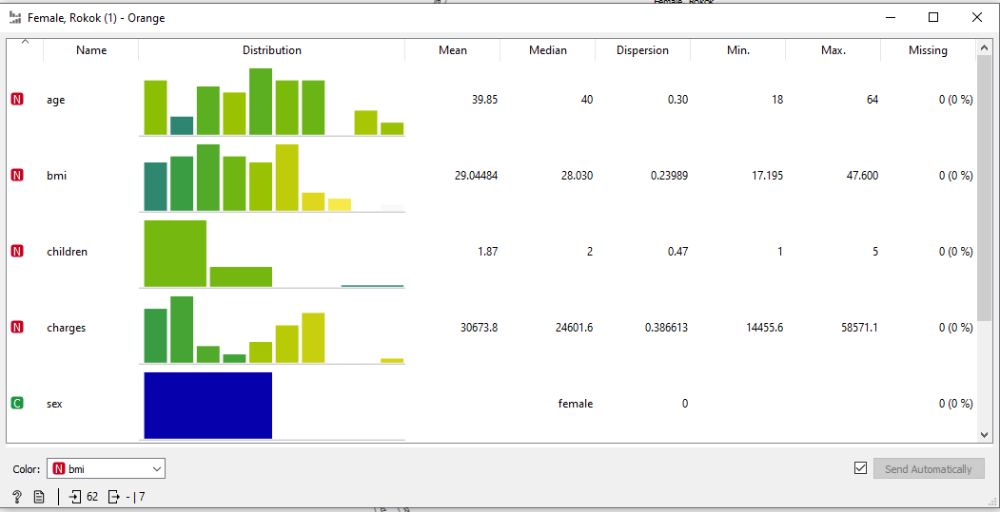 Female, Rokok
Female, Rokok (1) - Orange
Name Distribution Mean Median Dispersion Min. Max. Missing
N age 39.85 40 0.30 18 64 0 (0 %)
N bmi 29.04484 28.030 0.23989 17.195 47.600 0 (0 %)
N children 1.87 2 0.47 1 5 0 (0 %)
N charges 30673.8 24601.6 0.386613 14455.6 58571.1 0 (0 %)
C sex female 0 0 (0 %)
Color: N bmi Send Automatically
? 62 - | 7